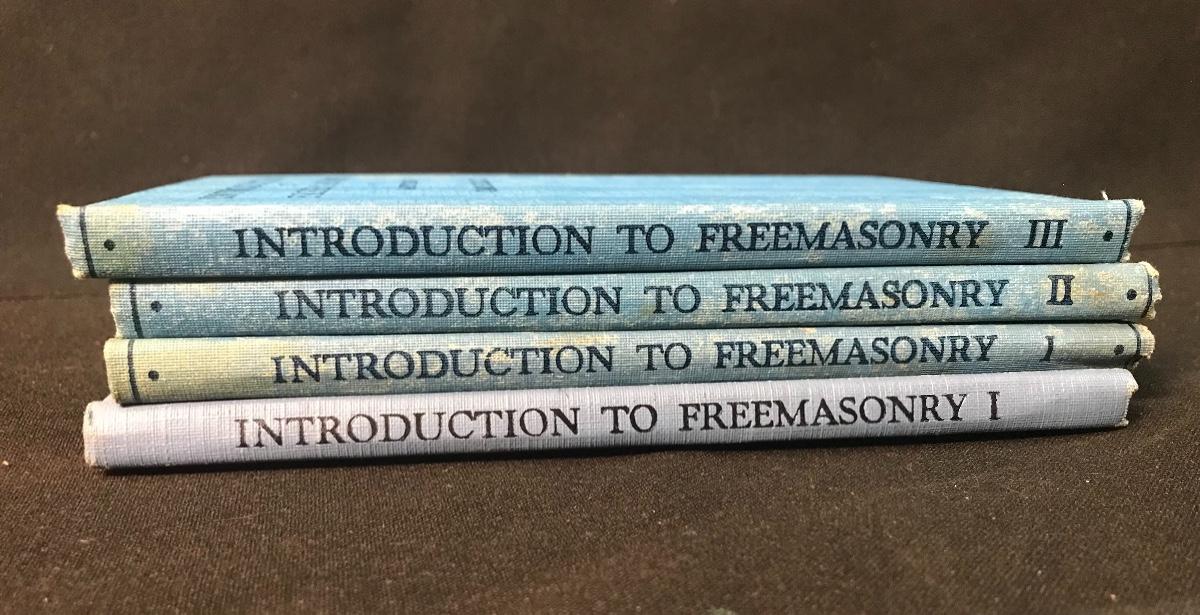 INTRODUCTION TO FREEMASONRY III
INTRODUCTION TO FREEMASONRY II
INTRODUCTION TO FREEMASONRY I
INTRODUCTION TO FREEMASONRY I